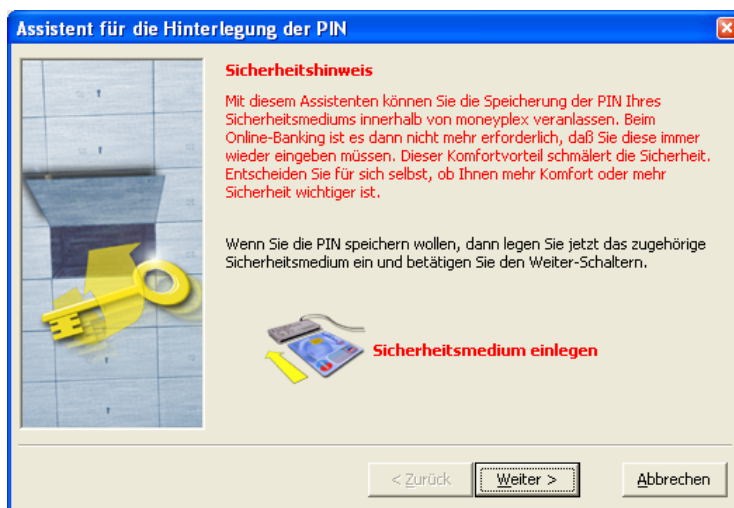 Assistent für die Hinterlegung der PIN
Sicherheitshinweis
Mit diesem Assistenten können Sie die Speicherung der PIN Ihres
Sicherheitsmediums innerhalb von moneyplex veranlassen. Beim
Online-Banking ist es dann nicht mehr erforderlich, daß Sie diese immer
wieder eingeben müssen. Dieser Komfortvorteil schmälert die Sicherheit.
Entscheiden Sie für sich selbst, ob Ihnen mehr Komfort oder mehr
Sicherheit wichtiger ist.
Wenn Sie die PIN speichern wollen, dann legen Sie jetzt das zugehörige
Sicherheitsmedium ein und betätigen Sie den Weiter-Schaltern.
Sicherheitsmedium einlegen
< Zurück
Weiter >
Abbrechen